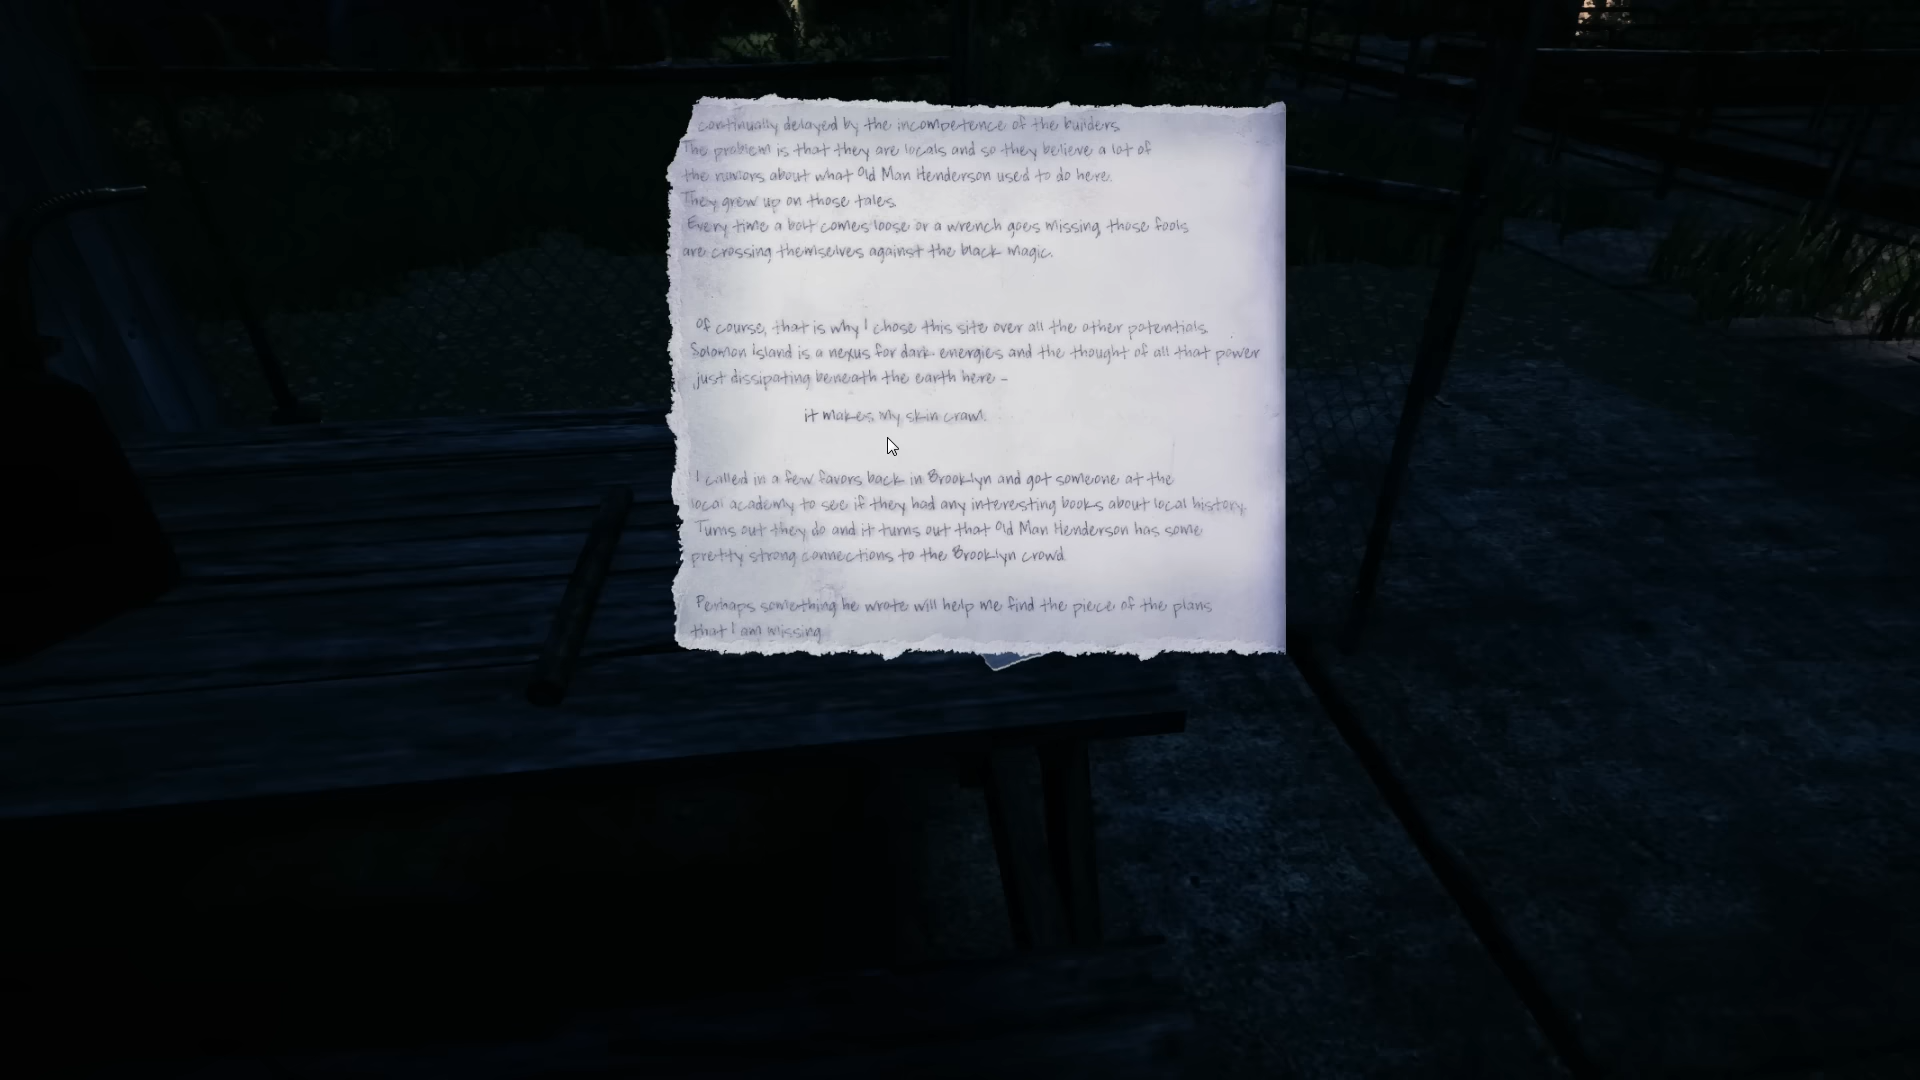 continually delayed by the incompetence of the builders
The problem is that they are locals and so they believe a lot of
the rumors about what Old Man Henderson used to do here.
They grew up on those tales
Every time a bolt comes loose or a wrench goes missing, those fools
are crossing themselves against the black magic.
Of course, that is why I chose this site over all the other potentials.
Solomon Island is a nexus for dark energies and the thought of all that power
just dissipating beneath the earth here -
it makes my skin crawl.
I called in a few favors back in Brooklyn and got someone at the
local academy to see if they had any interesting books about local history.
Turns out they do and it turns out that Old Man Henderson has some
pretty strong connections to the Brooklyn crowd
Perhaps something he wrote will help me find the piece of the plans
that I am missing.